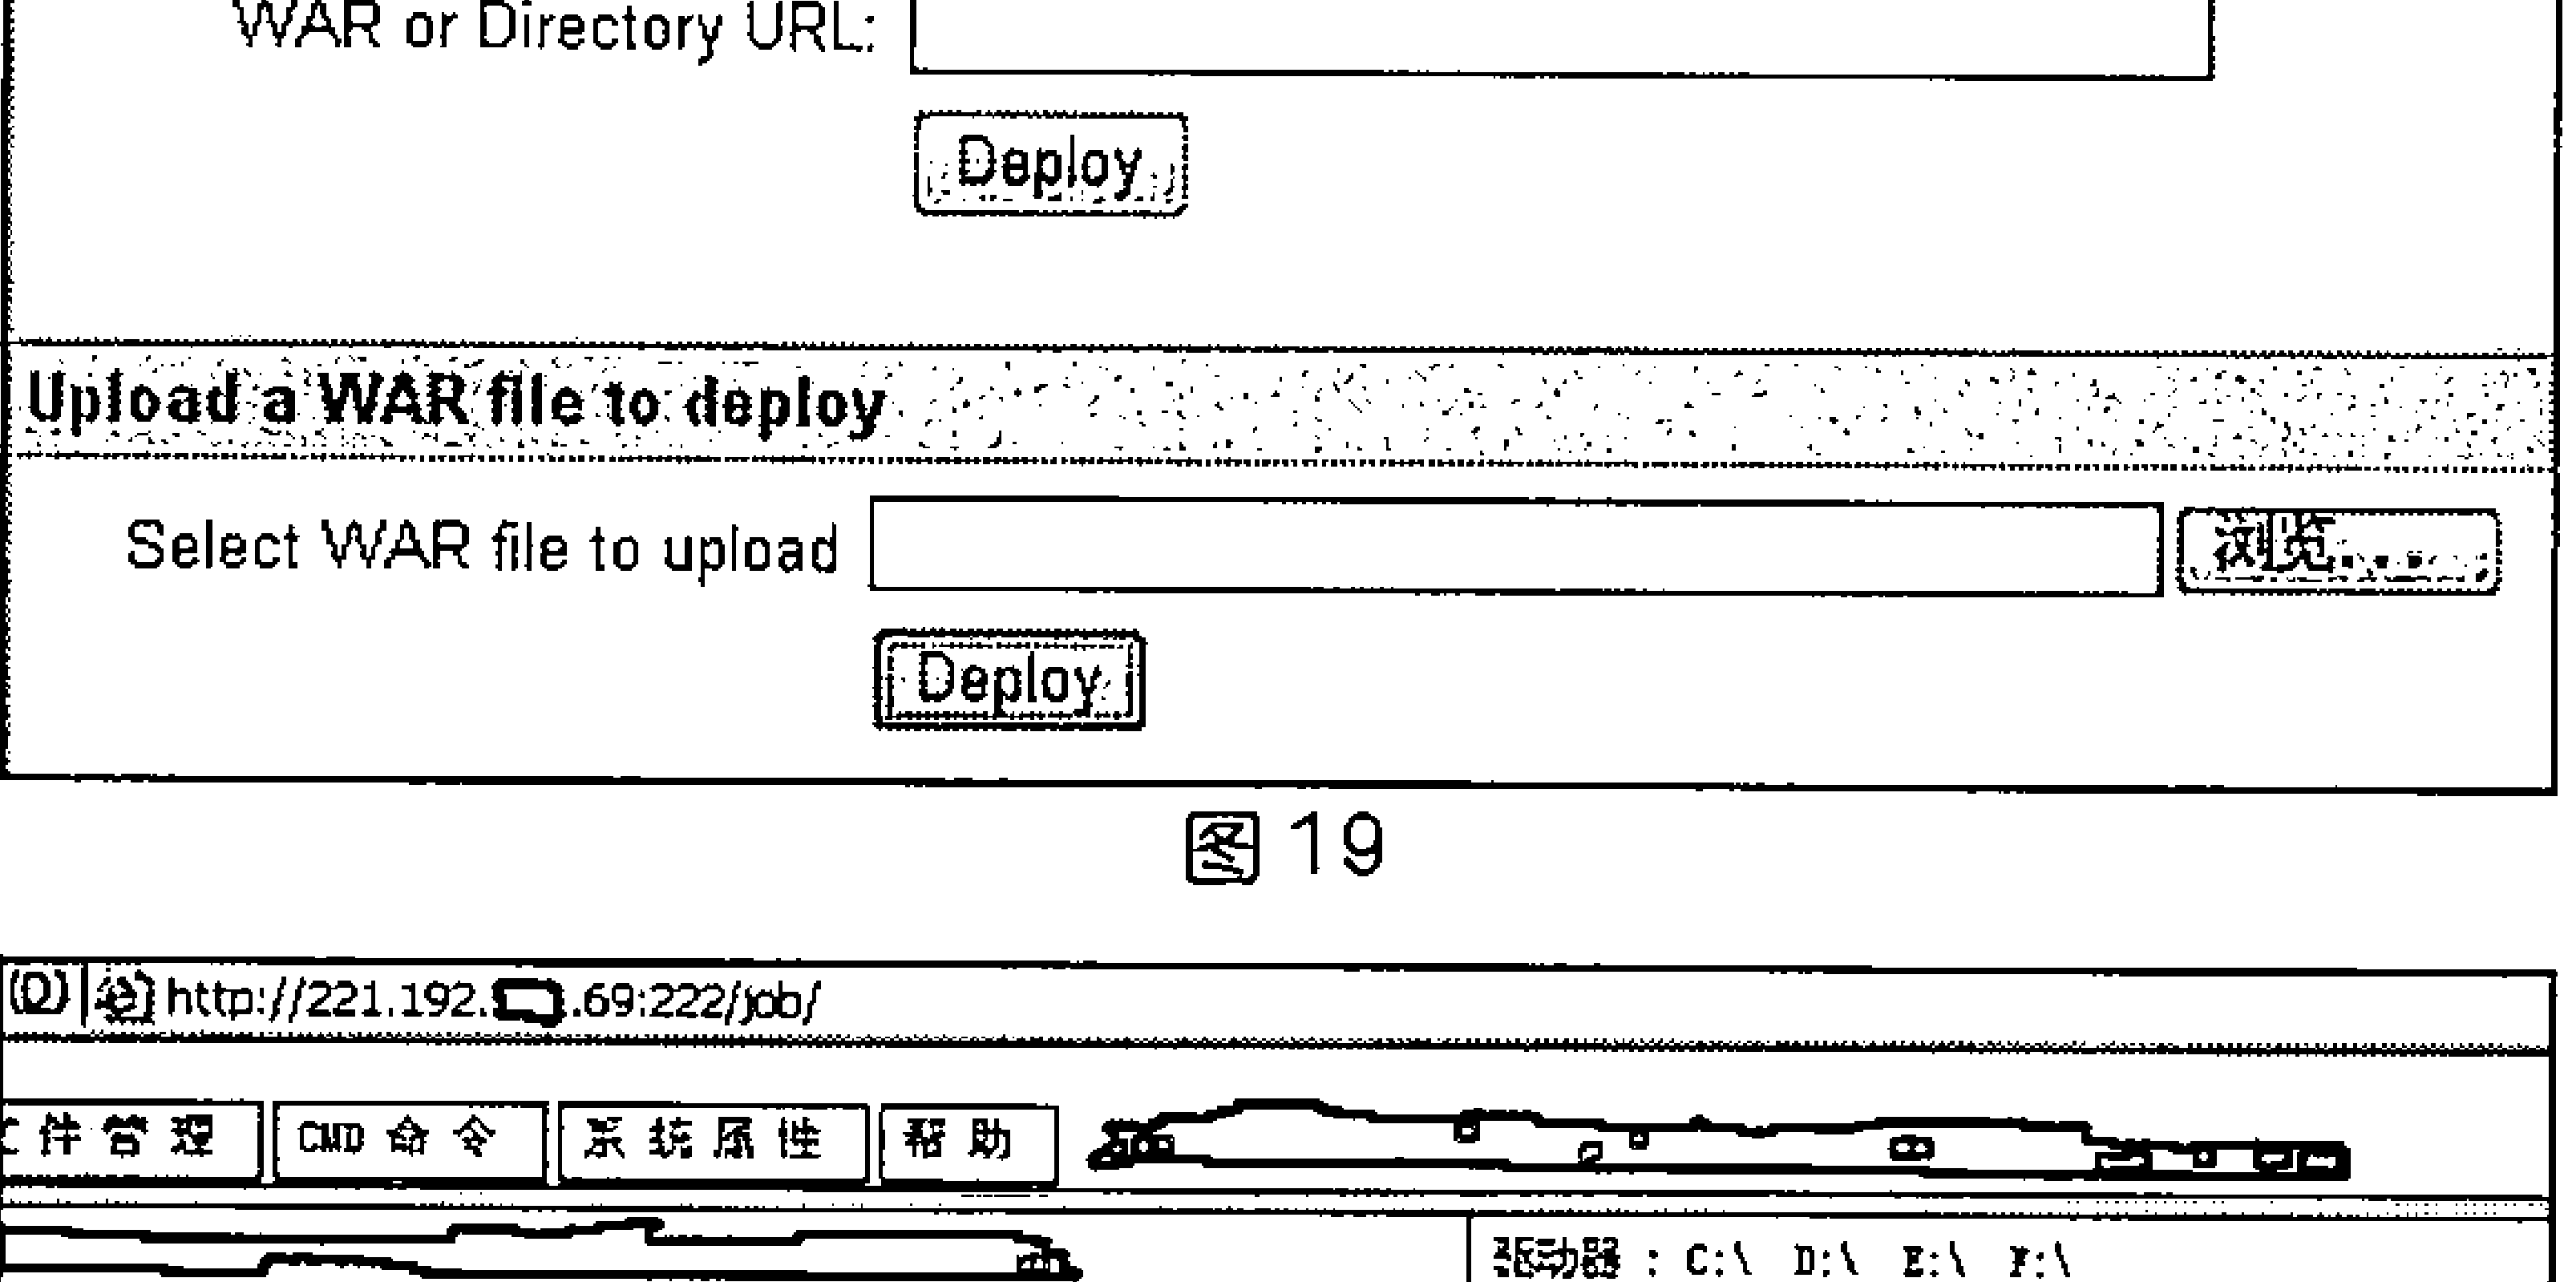 WAR or Directory URL:
Deploy
Upload a WAR file to deploy
Select WAR file to upload 浏览...
Deploy
图 19
(D) http://221.192. .69:222/job/
件管理 CMD 命令 系统属性 帮助
驱动器 : C:\ D:\ E:\ F:\